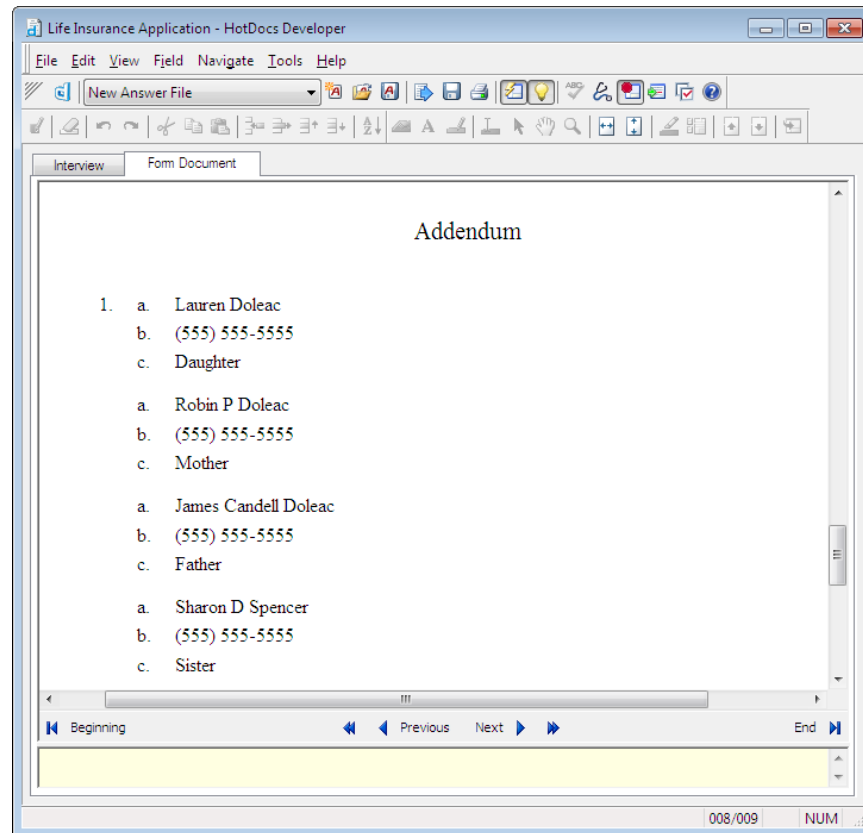 Life Insurance Application - HotDocs Developer
File Edit View Field Navigate Tools Help
New Answer File
Interview Form Document
Addendum
1. a. Lauren Doleac
b. (555) 555-5555
c. Daughter
a. Robin P Doleac
b. (555) 555-5555
c. Mother
a. James Candell Doleac
b. (555) 555-5555
c. Father
a. Sharon D Spencer
b. (555) 555-5555
c. Sister
Beginning Previous Next End
008/009 NUM